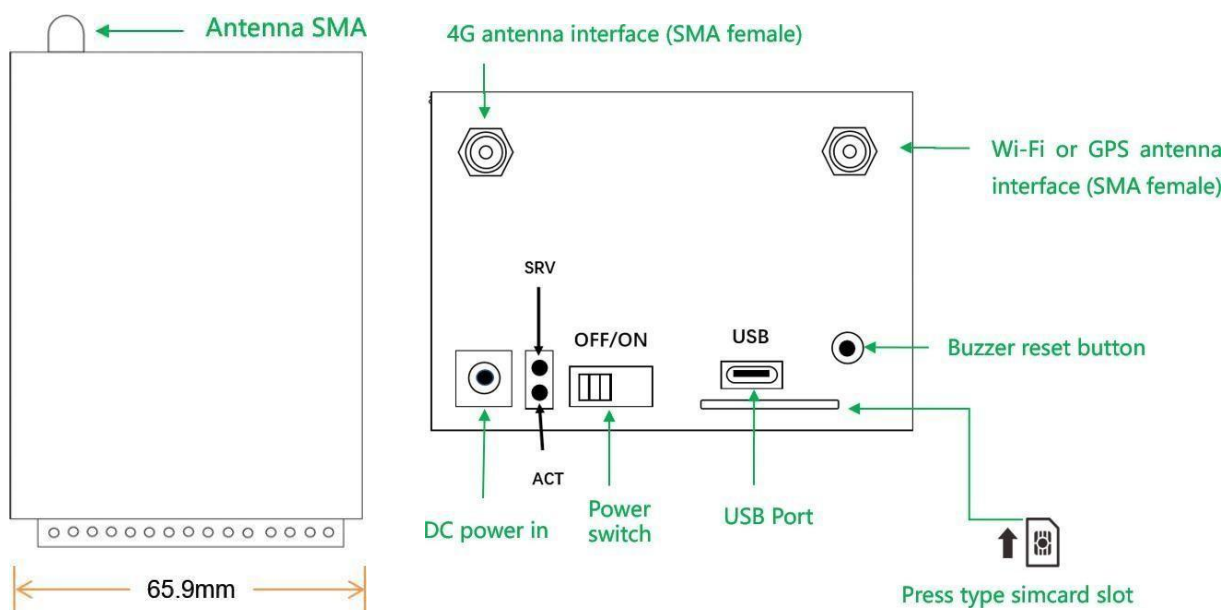 Antenna SMA
4G antenna interface (SMA female)
Wi-Fi or GPS antenna
interface (SMA female)
SRV
OFF/ON
USB
Buzzer reset button
ACT
DC power in
Power
switch
USB Port
65.9mm
Press type simcard slot